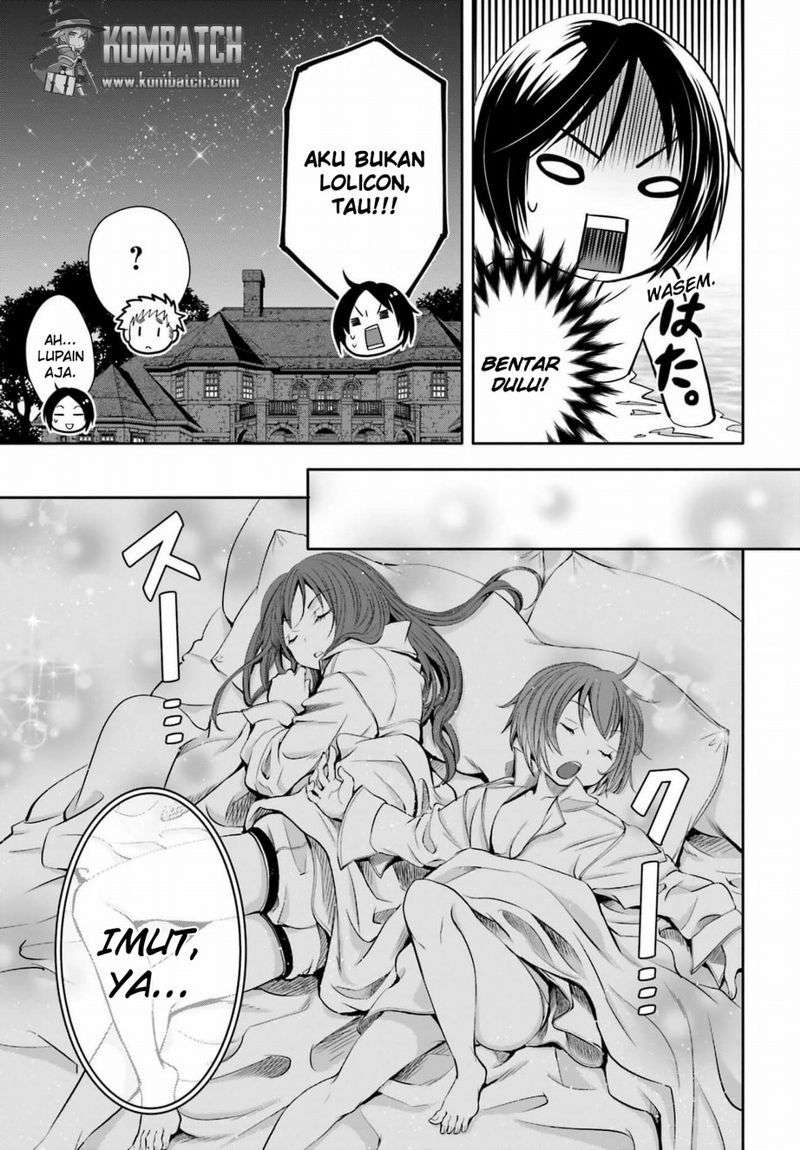 KOMBATCH
www.kombatch.com
WASEM.
はた。
BENTAR
DULU!
AKU BUKAN
LOLICON,
TAU!!!
?
AH...
LUPAIN
AJA.
スー
くー
IMUT,
YA...